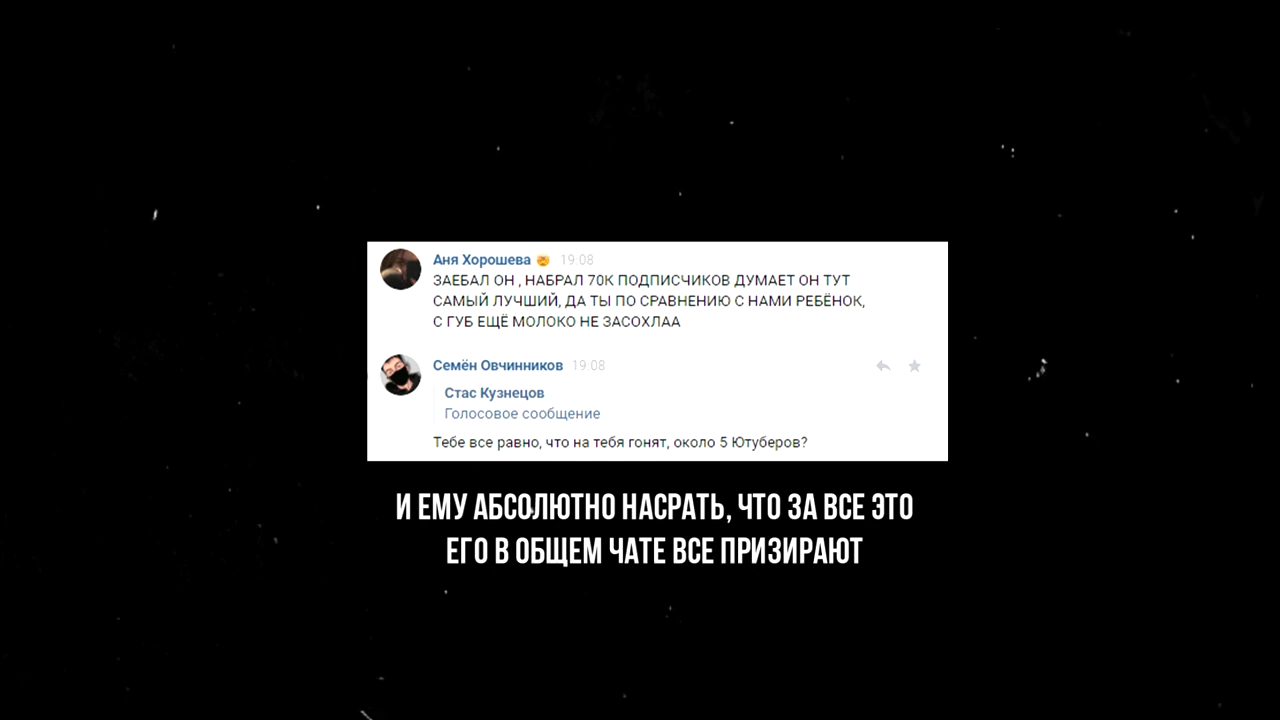 Аня Хорошева 19:08
ЗАЕБАЛ ОН , НАБРАЛ 70К ПОДПИСЧИКОВ ДУМАЕТ ОН ТУТ
САМЫЙ ЛУЧШИЙ, ДА ТЫ ПО СРАВНЕНИЮ С НАМИ РЕБЁНОК,
С ГУБ ЕЩЁ МОЛОКО НЕ ЗАСОХЛАА
Семён Овчинников 19:08
Стас Кузнецов
Голосовое сообщение
Тебе все равно, что на тебя гонят, около 5 Ютуберов?
И ЕМУ АБСОЛЮТНО НАСРАТЬ, ЧТО ЗА ВСЕ ЭТО
ЕГО В ОБЩЕМ ЧАТЕ ВСЕ ПРИЗИРАЮТ